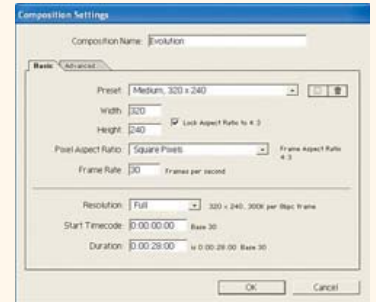 Composition Settings
Composition Name: Evolution
Basic Advanced
Preset: Medium, 320 x 240
Width: 320
Lock Aspect Ratio to 4:3
Height: 240
Pixel Aspect Ratio: Square Pixels
Frame Aspect Ratio
4:3
Frame Rate: 30 Frames per second
Resolution: Full 320 x 240, 300K per 8bpc frame
Start Timecode: 0:00:00:00 Base 30
Duration: 0:00:28:00 is 0:00:28:00 Base 30
OK Cancel